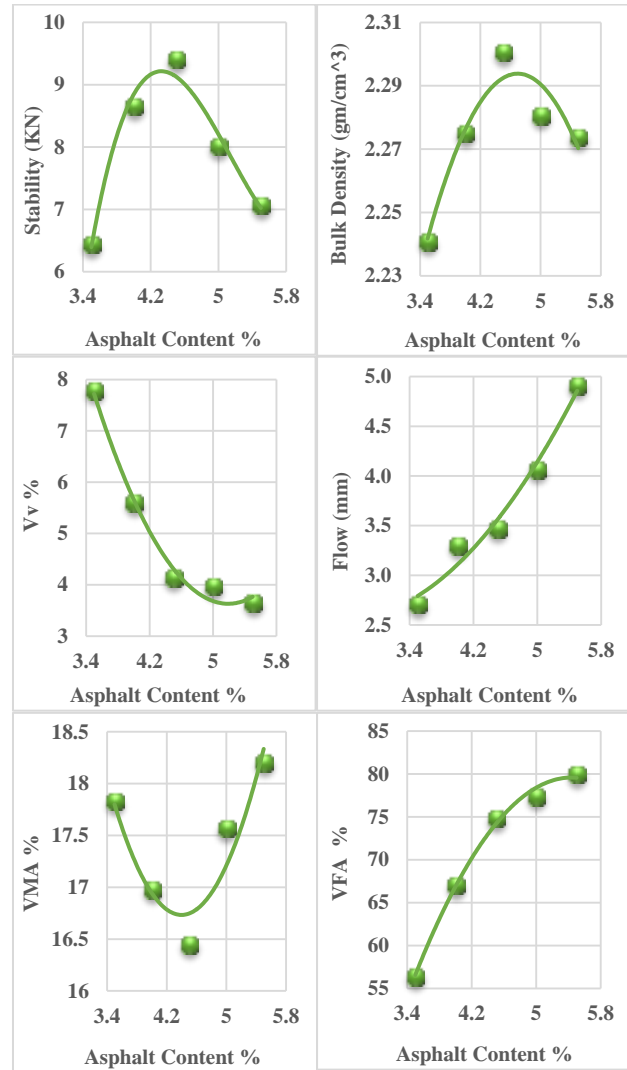 Stability (KN)
10
9
8
7
6
3.4 4.2 5 5.8
Asphalt Content %
Bulk Density (gm/cm^3)
2.31
2.29
2.27
2.26
2.24
2.23
3.4 4.2 5 5.8
Asphalt Content %
Vv %
8
7
6
5
4
3
3.4 4.2 5 5.8
Asphalt Content %
Flow (mm)
5.0
4.5
4.0
3.5
3.0
2.5
3.4 4.2 5 5.8
Asphalt Content %
VMA %
18.5
18
17.5
17
16.5
16
3.4 4.2 5 5.8
Asphalt Content %
VFA %
85
80
75
70
65
60
55
3.4 4.2 5 5.8
Asphalt Content %